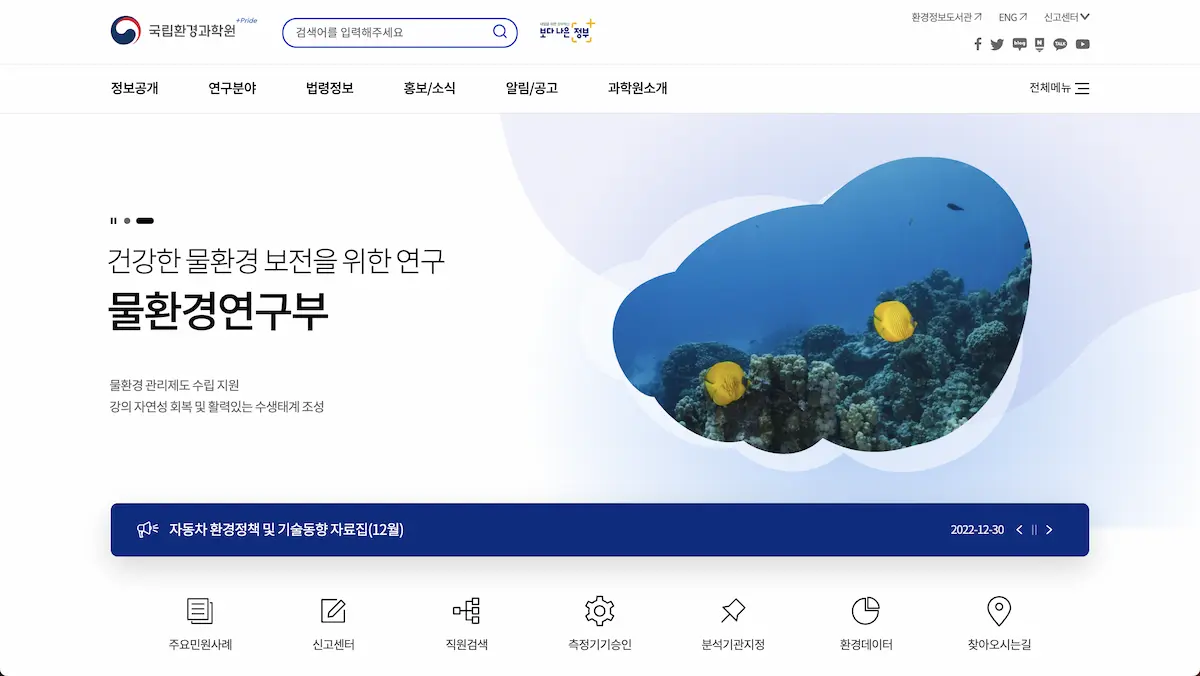 국립환경과학원
+Pride
검색어를 입력해주세요
보다 나은 정부
환경정보도서관
ENG
신고센터
blog
N
TALK
정보공개
연구분야
법령정보
홍보/소식
알림/공고
과학원소개
전체메뉴
건강한 물환경 보전을 위한 연구
물환경연구부
물환경 관리제도 수립 지원
강의 자연성 회복 및 활력있는 수생태계 조성
자동차 환경정책 및 기술동향 자료집(12월)
2022-12-30
주요민원사례
신고센터
직원검색
측정기기승인
분석기관지정
환경데이터
찾아오시는길